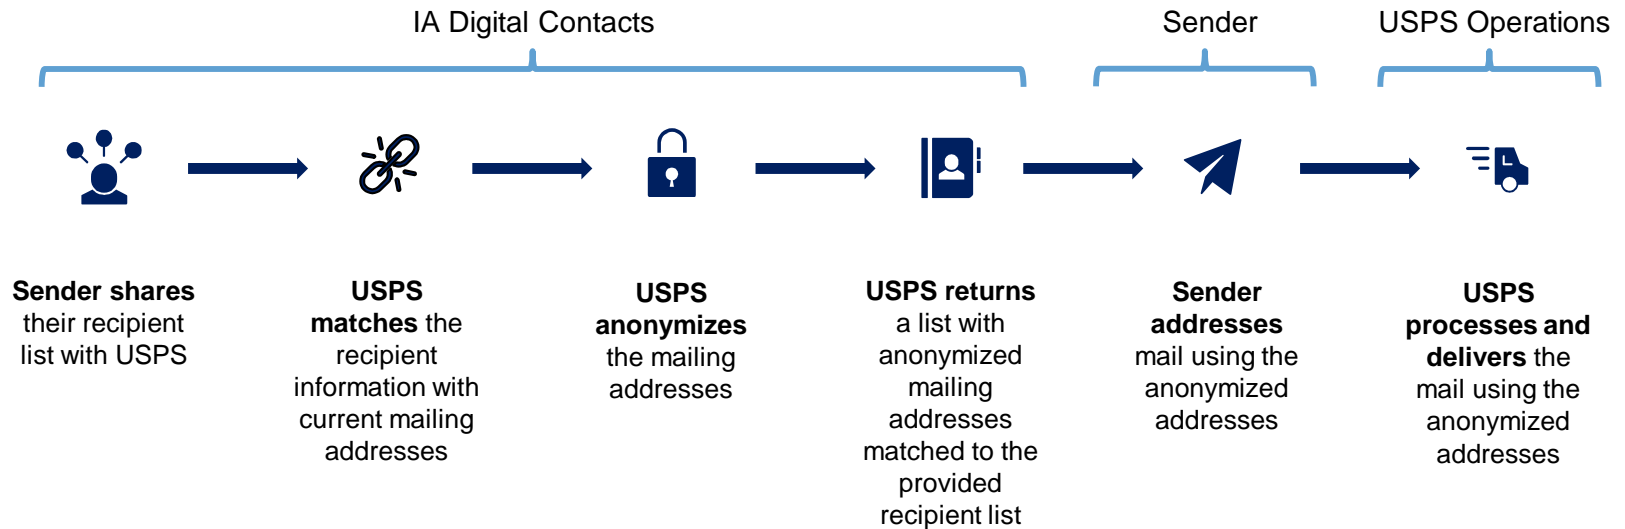 IA Digital Contacts
Sender
USPS Operations
Sender shares
their recipient
list with USPS
USPS
matches the
recipient
information with
current mailing
addresses
USPS
anonymizes
the mailing
addresses
USPS returns
a list with
anonymized
mailing
addresses
matched to the
provided
recipient list
Sender
addresses
mail using the
anonymized
addresses
USPS
processes and
delivers the
mail using the
anonymized
addresses